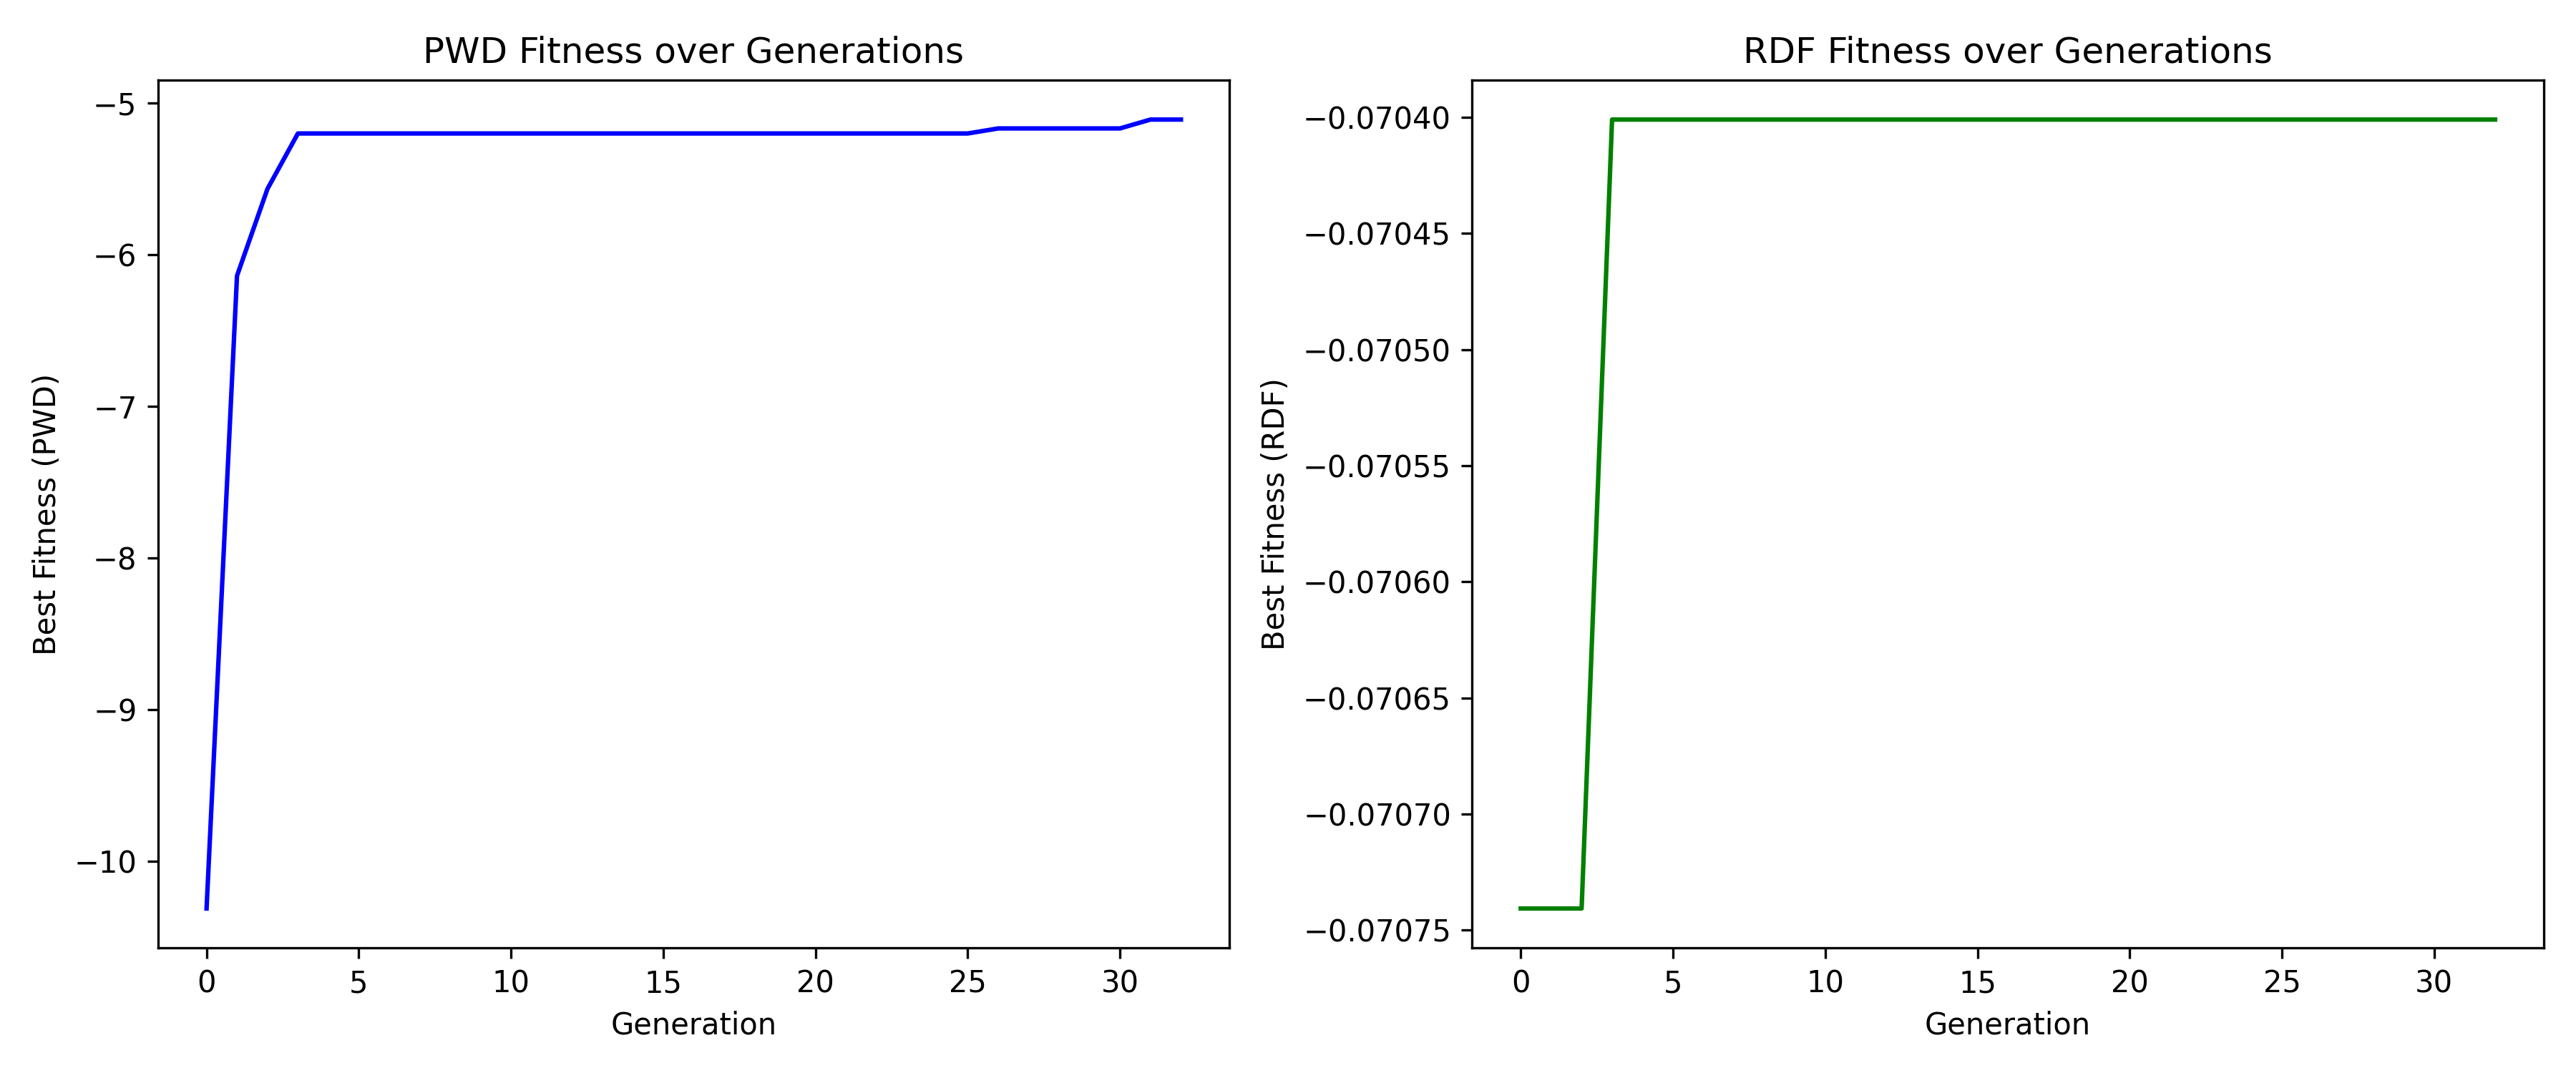 PWD Fitness over Generations
Best Fitness (PWD)
−5
−6
−7
−8
−9
−10
0 5 10 15 20 25 30
Generation
RDF Fitness over Generations
Best Fitness (RDF)
−0.07040
−0.07045
−0.07050
−0.07055
−0.07060
−0.07065
−0.07070
−0.07075
0 5 10 15 20 25 30
Generation